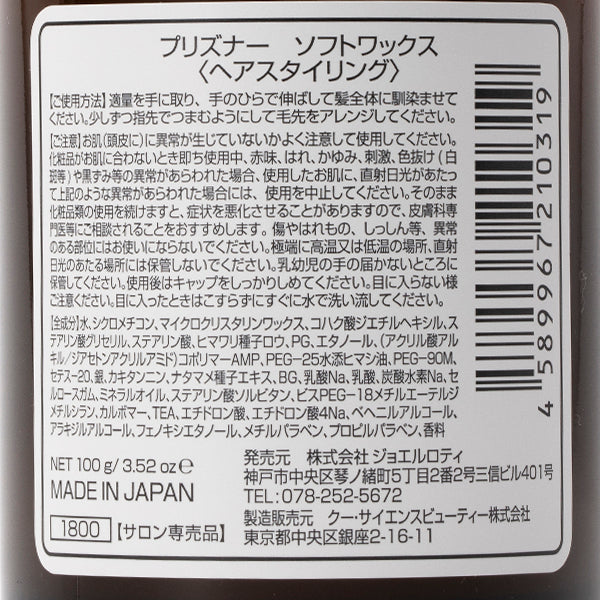 プリズナー ソフトワックス
〈ヘアスタイリング〉
【ご使用方法】適量を手に取り、手のひらで伸ばして髪全体に馴染ませて
ください。少しずつ指先でつまむようにして毛先をアレンジしてください。
【ご注意】お肌(頭皮)に異常が生じていないかよく注意して使用してください。
化粧品がお肌に合わないとき即ち使用中、赤味、はれ、かゆみ、刺激、色抜け(白
斑等)や黒ずみ等の異常があらわれた場合、使用したお肌に、直射日光があたっ
て上記のような異常があらわれた場合には、使用を中止してください。そのまま
化粧品類の使用を続けますと、症状を悪化させることがありますので、皮膚科専
門医等にご相談されることをおすすめします。傷やはれもの、しっしん等、異常
のある部位にはお使いにならないでください。極端に高温又は低温の場所、直射
日光のあたる場所には保管しないでください。乳幼児の手の届かないところに
保管してください。使用後はキャップをしっかりしめてください。目に入らない様
ご注意ください。目に入ったときはこすらずにすぐに水で洗い流してください。
【全成分】水、シクロメチコン、マイクロクリスタリンワックス、コハク酸ジエチルヘキシル、ス
テアリン酸グリセリル、ステアリン酸、ヒマワリ種子ロウ、PG、エタノール、(アクリル酸アル
キル/ジアセトンアクリルアミド)コポリマーAMP、PEG-25水添ヒマシ油、PEG-90M、
セテス-20、銀、カキタンニン、ナタマメ種子エキス、BG、乳酸Na、乳酸、炭酸水素Na、セ
ルロースガム、ミネラルオイル、ステアリン酸ソルビタン、ビスPEG-18メチルエーテルジ
メチルシラン、カルボマー、TEA、エチドロン酸、エチドロン酸4Na、ベヘニルアルコール、
アラキジルアルコール、フェノキシエタノール、メチルパラベン、プロピルパラベン、香料
NET 100g/3.52oz℮
MADE IN JAPAN
1800 【サロン専売品】
発売元 株式会社 ジョエルロティ
神戸市中央区琴ノ緒町5丁目2番2号三信ビル401号
TEL:078-252-5672
製造販売元 クー・サイエンスビューティー株式会社
東京都中央区銀座2-16-11
4589967210319